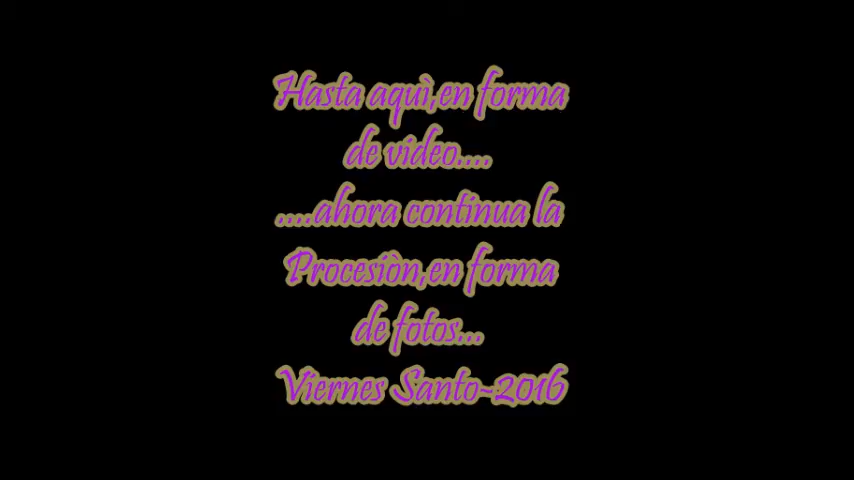 Hasta aquì,en forma
de video....
....ahora continua la
Procesiòn,en forma
de fotos...
Viernes Santo-2016